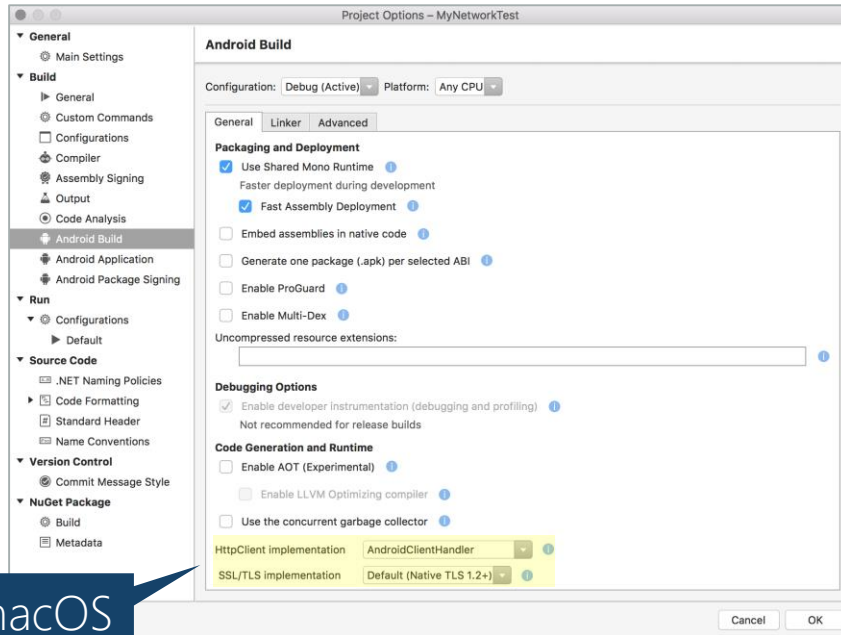 Project Options – MyNetworkTest
General
Main Settings
Build
General
Custom Commands
Configurations
Compiler
Assembly Signing
Output
Code Analysis
Android Build
Android Application
Android Package Signing
Run
Configurations
Default
Source Code
.NET Naming Policies
Code Formatting
Standard Header
Name Conventions
Version Control
Commit Message Style
NuGet Package
Build
Metadata
Android Build
Configuration: Debug (Active) Platform: Any CPU
General Linker Advanced
Packaging and Deployment
Use Shared Mono Runtime
Faster deployment during development
Fast Assembly Deployment
Embed assemblies in native code
Generate one package (.apk) per selected ABI
Enable ProGuard
Enable Multi-Dex
Uncompressed resource extensions:
Debugging Options
Enable developer instrumentation (debugging and profiling)
Not recommended for release builds
Code Generation and Runtime
Enable AOT (Experimental)
Enable LLVM Optimizing compiler
Use the concurrent garbage collector
HttpClient implementation AndroidClientHandler
SSL/TLS implementation Default (Native TLS 1.2+)
macOS
Cancel OK